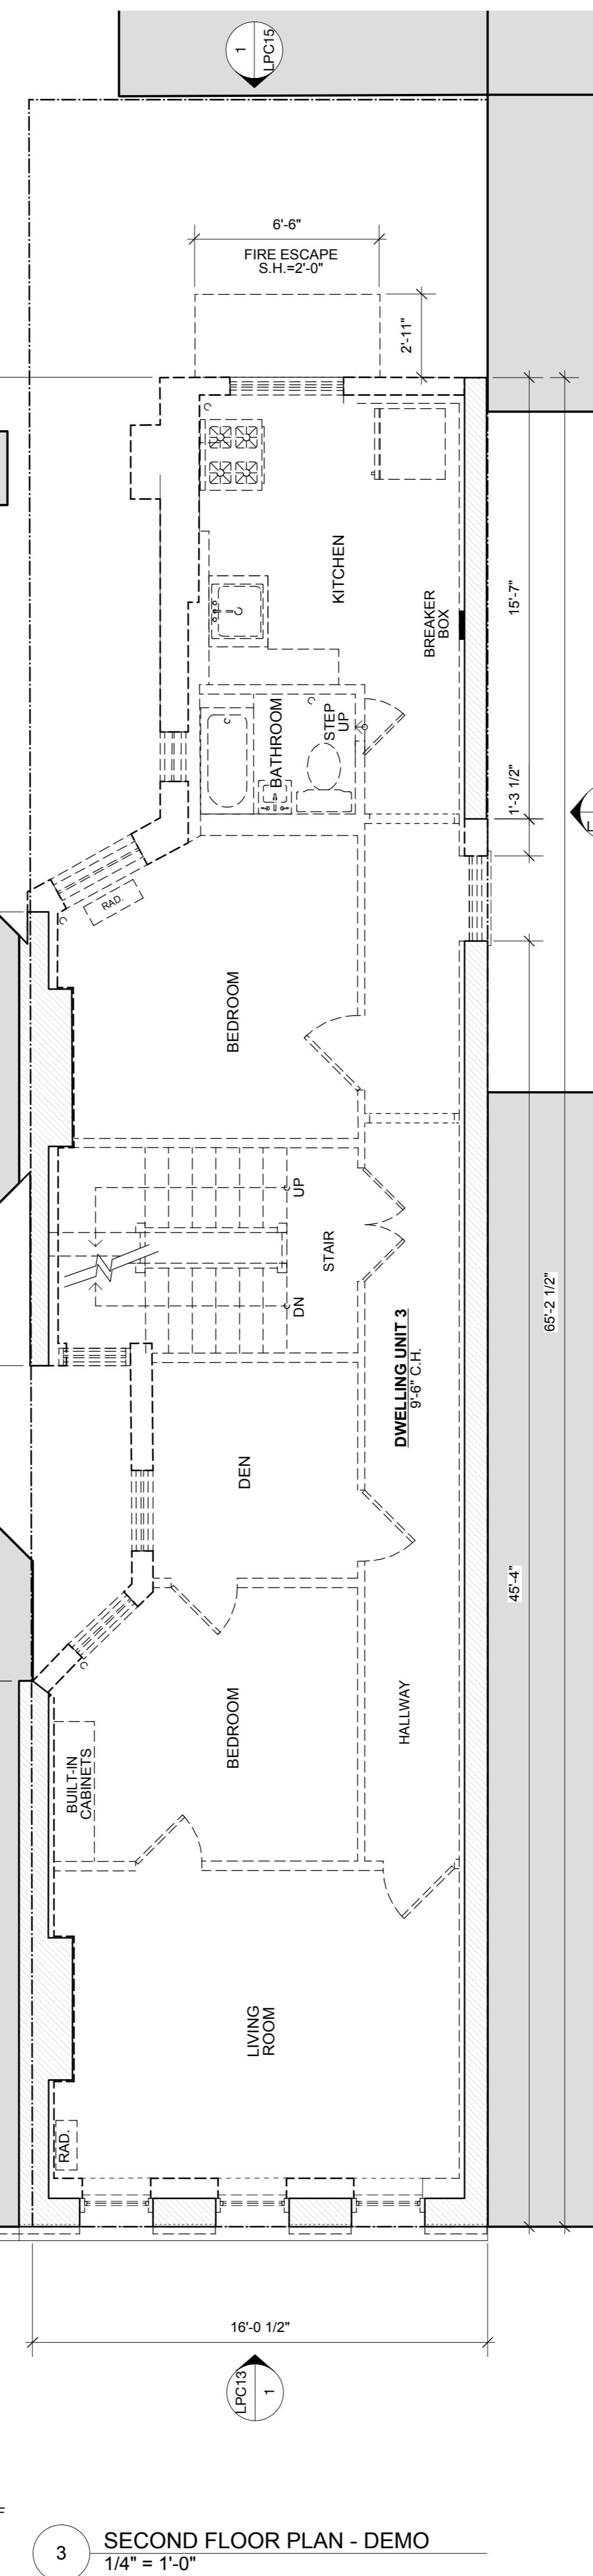 1
LPC15
6'-6"
FIRE ESCAPE
S.H.=2'-0"
2'-11"
KITCHEN
BREAKER
BOX
15'-7"
BATHROOM
STEP
UP
1'-3 1/2"
RAD.
BEDROOM
UP
STAIR
DN
DWELLING UNIT 3
9'-6" C.H.
65'-2 1/2"
DEN
45'-4"
BEDROOM
HALLWAY
BUILT-IN
CABINETS
LIVING
ROOM
RAD.
16'-0 1/2"
LPC13
1
3
SECOND FLOOR PLAN - DEMO
1/4" = 1'-0"